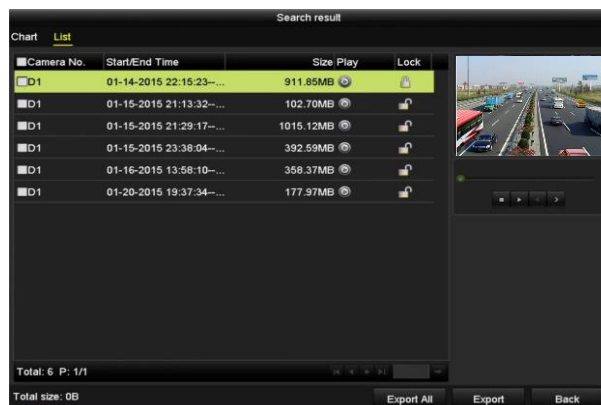 Search result
Chart List
Camera No. Start/End Time Size Play Lock
D1 01-14-2015 22:15:23--... 911.85MB
D1 01-15-2015 21:13:32--... 102.70MB
D1 01-15-2015 21:29:17--... 1015.12MB
D1 01-15-2015 23:38:04--... 392.59MB
D1 01-16-2015 13:58:10--... 358.37MB
D1 01-20-2015 19:37:34--... 177.97MB
Total: 6 P: 1/1
Total size: 0B Export All Export Back